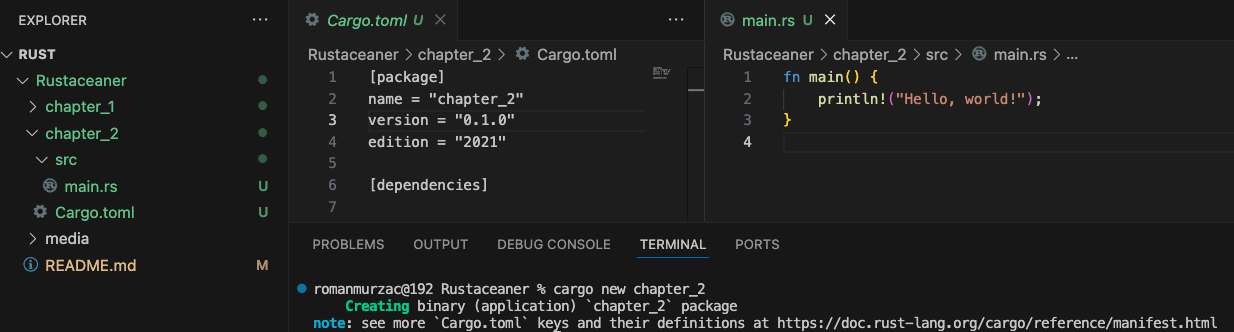 EXPLORER
RUST
Rustaceaner
chapter_1
chapter_2
src
main.rs U
Cargo.toml U
media
README.md M
Cargo.toml U
Rustaceaner > chapter_2 > Cargo.toml
1 [package]
2 name = "chapter_2"
3 version = "0.1.0"
4 edition = "2021"
5
6 [dependencies]
7
main.rs U
Rustaceaner > chapter_2 > src > main.rs > ...
1 fn main() {
2 println!("Hello, world!");
3 }
4
PROBLEMS OUTPUT DEBUG CONSOLE TERMINAL PORTS
romanmurzac@192 Rustaceaner % cargo new chapter_2
Creating binary (application) `chapter_2` package
note: see more `Cargo.toml` keys and their definitions at https://doc.rust-lang.org/cargo/reference/manifest.html